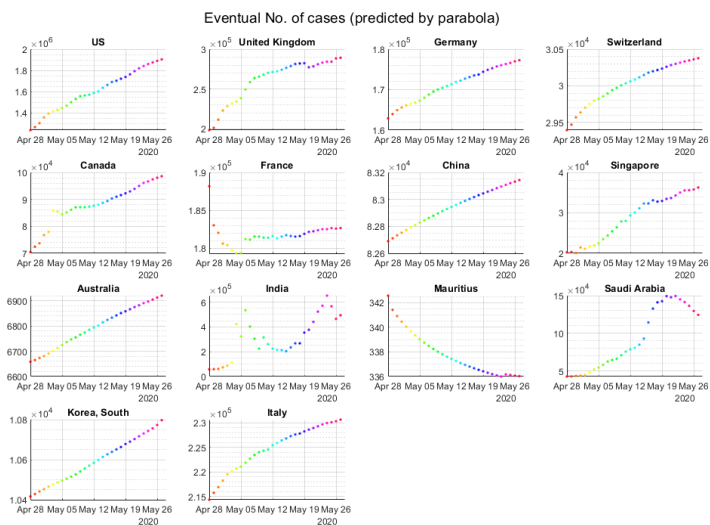 Eventual No. of cases (predicted by parabola)
US
×10^6
2
1.8
1.6
1.4
Apr 28 May 05 May 12 May 19 May 26
2020
United Kingdom
×10^5
3
2.5
2
Apr 28 May 05 May 12 May 19 May 26
2020
Germany
×10^5
1.8
1.7
1.6
Apr 28 May 05 May 12 May 19 May 26
2020
Switzerland
×10^4
3.05
3
2.95
Apr 28 May 05 May 12 May 19 May 26
2020
Canada
×10^4
10
9
8
7
Apr 28 May 05 May 12 May 19 May 26
2020
France
×10^5
1.9
1.85
1.8
Apr 28 May 05 May 12 May 19 May 26
2020
China
×10^4
8.32
8.3
8.28
8.26
Apr 28 May 05 May 12 May 19 May 26
2020
Singapore
×10^4
4
3
2
Apr 28 May 05 May 12 May 19 May 26
2020
Australia
6900
6800
6700
6600
Apr 28 May 05 May 12 May 19 May 26
2020
India
×10^5
6
4
2
0
Apr 28 May 05 May 12 May 19 May 26
2020
Mauritius
342
340
338
336
Apr 28 May 05 May 12 May 19 May 26
2020
Saudi Arabia
×10^4
15
10
5
Apr 28 May 05 May 12 May 19 May 26
2020
Korea, South
×10^4
1.08
1.06
1.04
Apr 28 May 05 May 12 May 19 May 26
2020
Italy
×10^5
2.3
2.25
2.2
2.15
Apr 28 May 05 May 12 May 19 May 26
2020